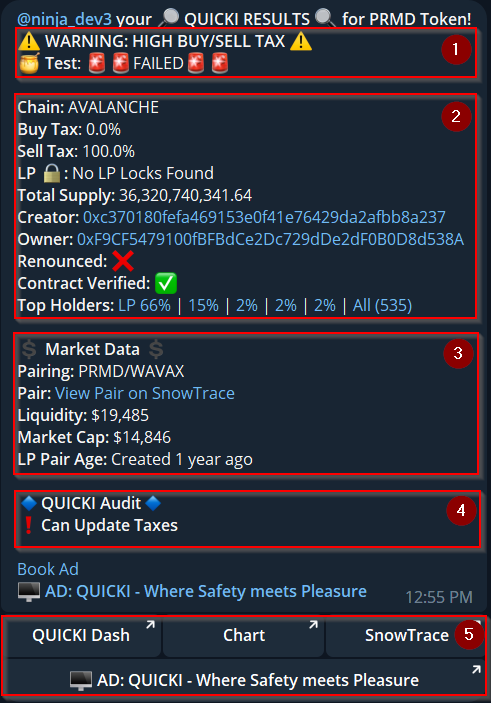 @ninja_dev3 your 🔎 QUICKI RESULTS 🔍 for PRMD Token!
⚠️ WARNING: HIGH BUY/SELL TAX ⚠️
🍯 Test: 🚨🚨FAILED🚨🚨
1
Chain: AVALANCHE
2
Buy Tax: 0.0%
Sell Tax: 100.0%
LP 🔒: No LP Locks Found
Total Supply: 36,320,740,341.64
Creator: 0xc370180fefa469153e0f41e76429da2afbb8a237
Owner: 0xF9CF5479100fBFBdCe2Dc729dDe2dF0B0D8d538A
Renounced: ❌
Contract Verified: ✅
Top Holders: LP 66% | 15% | 2% | 2% | 2% | All (535)
💲 Market Data 💲
3
Pairing: PRMD/WAVAX
Pair: View Pair on SnowTrace
Liquidity: $19,485
Market Cap: $14,846
LP Pair Age: Created 1 year ago
🔷 QUICKI Audit 🔷
4
❗ Can Update Taxes
Book Ad
🖥️ AD: QUICKI - Where Safety meets Pleasure
12:55 PM
QUICKI Dash
Chart
SnowTrace
5
🖥️ AD: QUICKI - Where Safety meets Pleasure